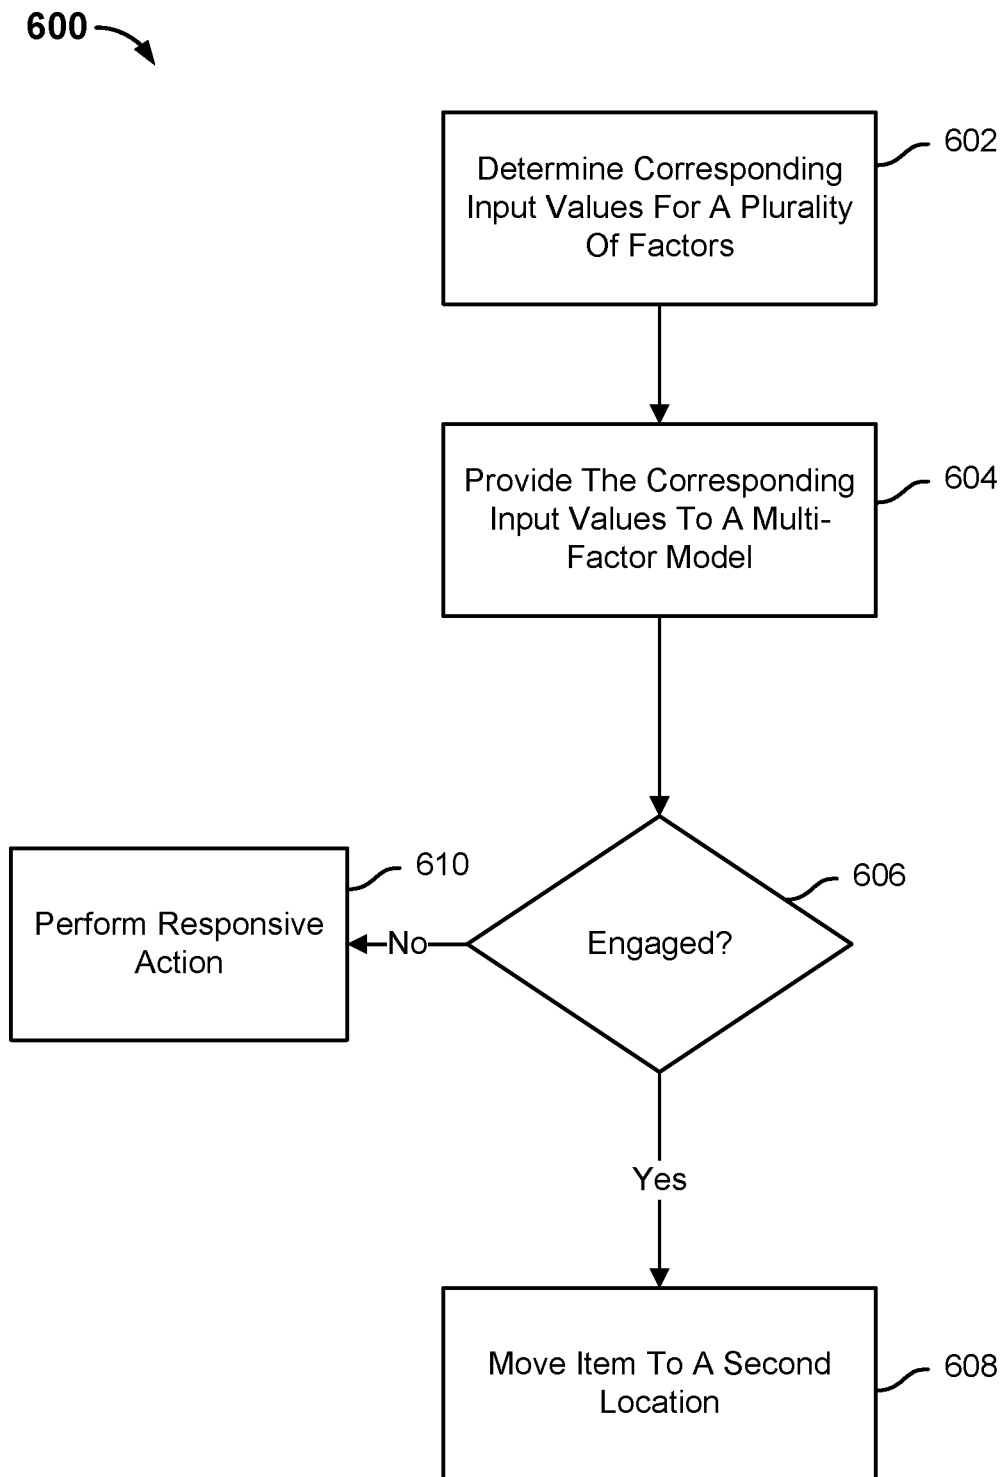 600
Determine Corresponding
Input Values For A Plurality
Of Factors
602
Provide The Corresponding
Input Values To A Multi-
Factor Model
604
Engaged?
606
No
Perform Responsive
Action
610
Yes
Move Item To A Second
Location
608